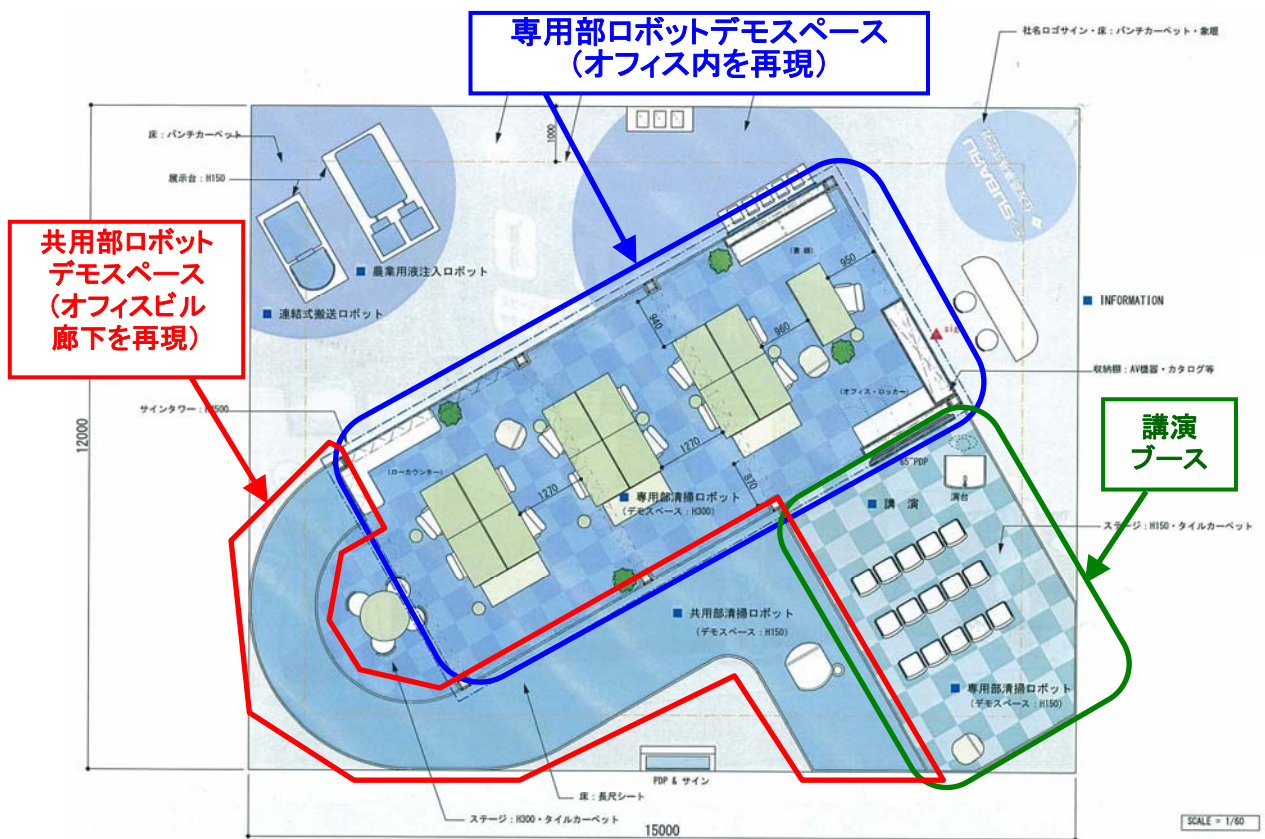 専用部ロボットデモスペース
(オフィス内を再現)
社名ロゴサイン・床:パンチカーペット・象眼
床:パンチカーペット
1000
展示台:H150
SUBARU
共用部ロボット
デモスペース
(オフィスビル
廊下を再現)
■ 農業用液注入ロボット
■ 連結式搬送ロボット
(書棚)
950
940
960
■ INFORMATION
sign
収納棚:AV機器・カタログ等
(オフィス・ロッカー)
サインタワー:
12000
講演
ブース
(ローカウンター)
1270
65"PDP
870
演台
1270
■ 専用部清掃ロボット
(デモスペース:H300)
■ 講 演
ステージ:H150・タイルカーペット
■ 共用部清掃ロボット
(デモスペース:H150)
■ 専用部清掃ロボット
(デモスペース:H150)
PDP & サイン
床:長尺シート
ステージ:H300・タイルカーペット
15000
SCALE = 1/60